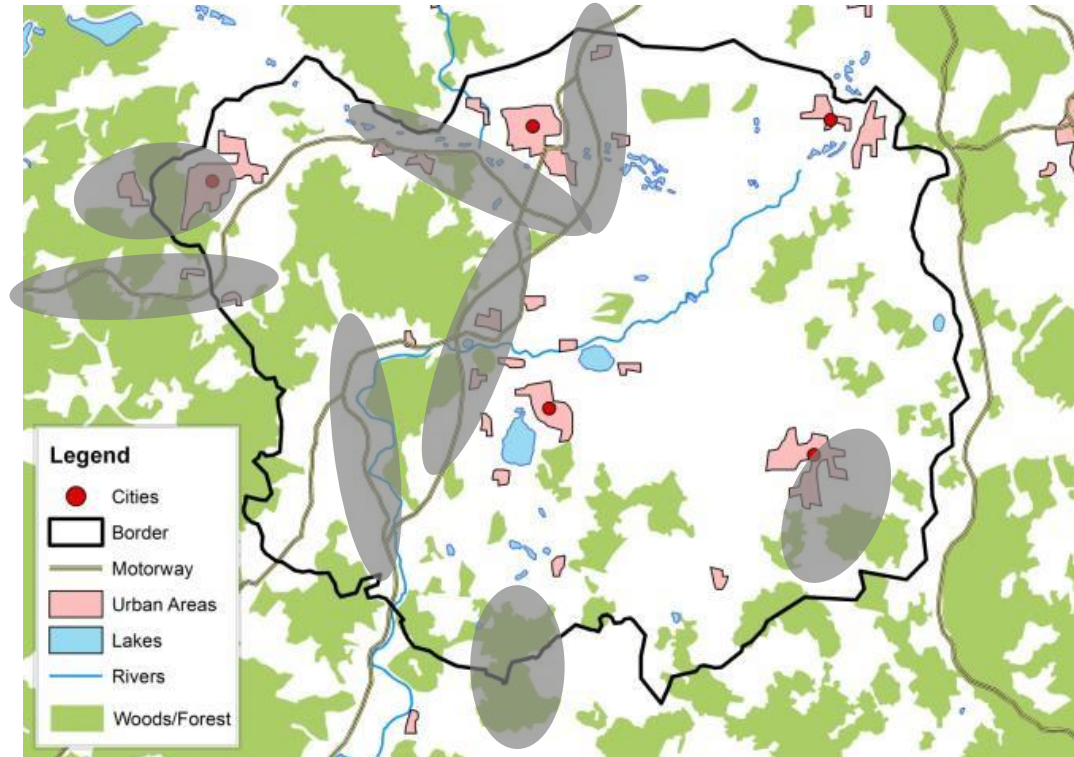 Legend
Cities
Border
Motorway
Urban Areas
Lakes
Rivers
Woods/Forest